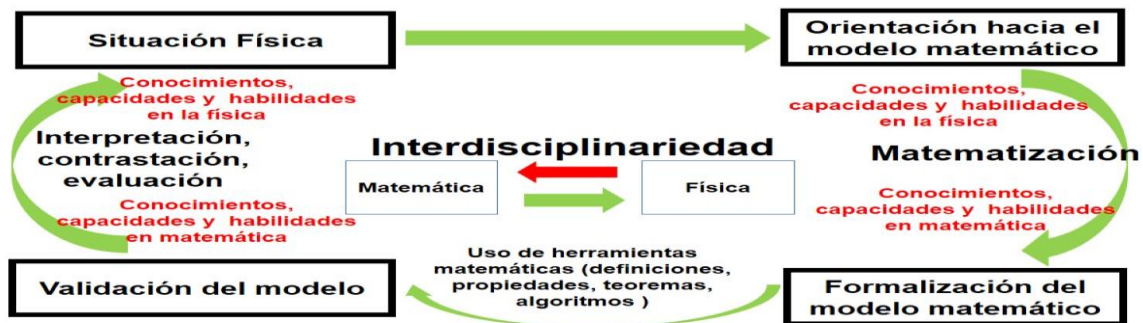 Situación Física
Orientación hacia el
modelo matemático
Conocimientos,
capacidades y habilidades
en la física
Conocimientos,
capacidades y habilidades
en la física
Interpretación,
contrastación,
evaluación
Interdisciplinariedad
Matematización
Matemática
Física
Conocimientos,
capacidades y habilidades
en matemática
Conocimientos,
capacidades y habilidades
en matemática
Uso de herramientas
matemáticas (definiciones,
propiedades, teoremas,
algoritmos )
Validación del modelo
Formalización del
modelo matemático